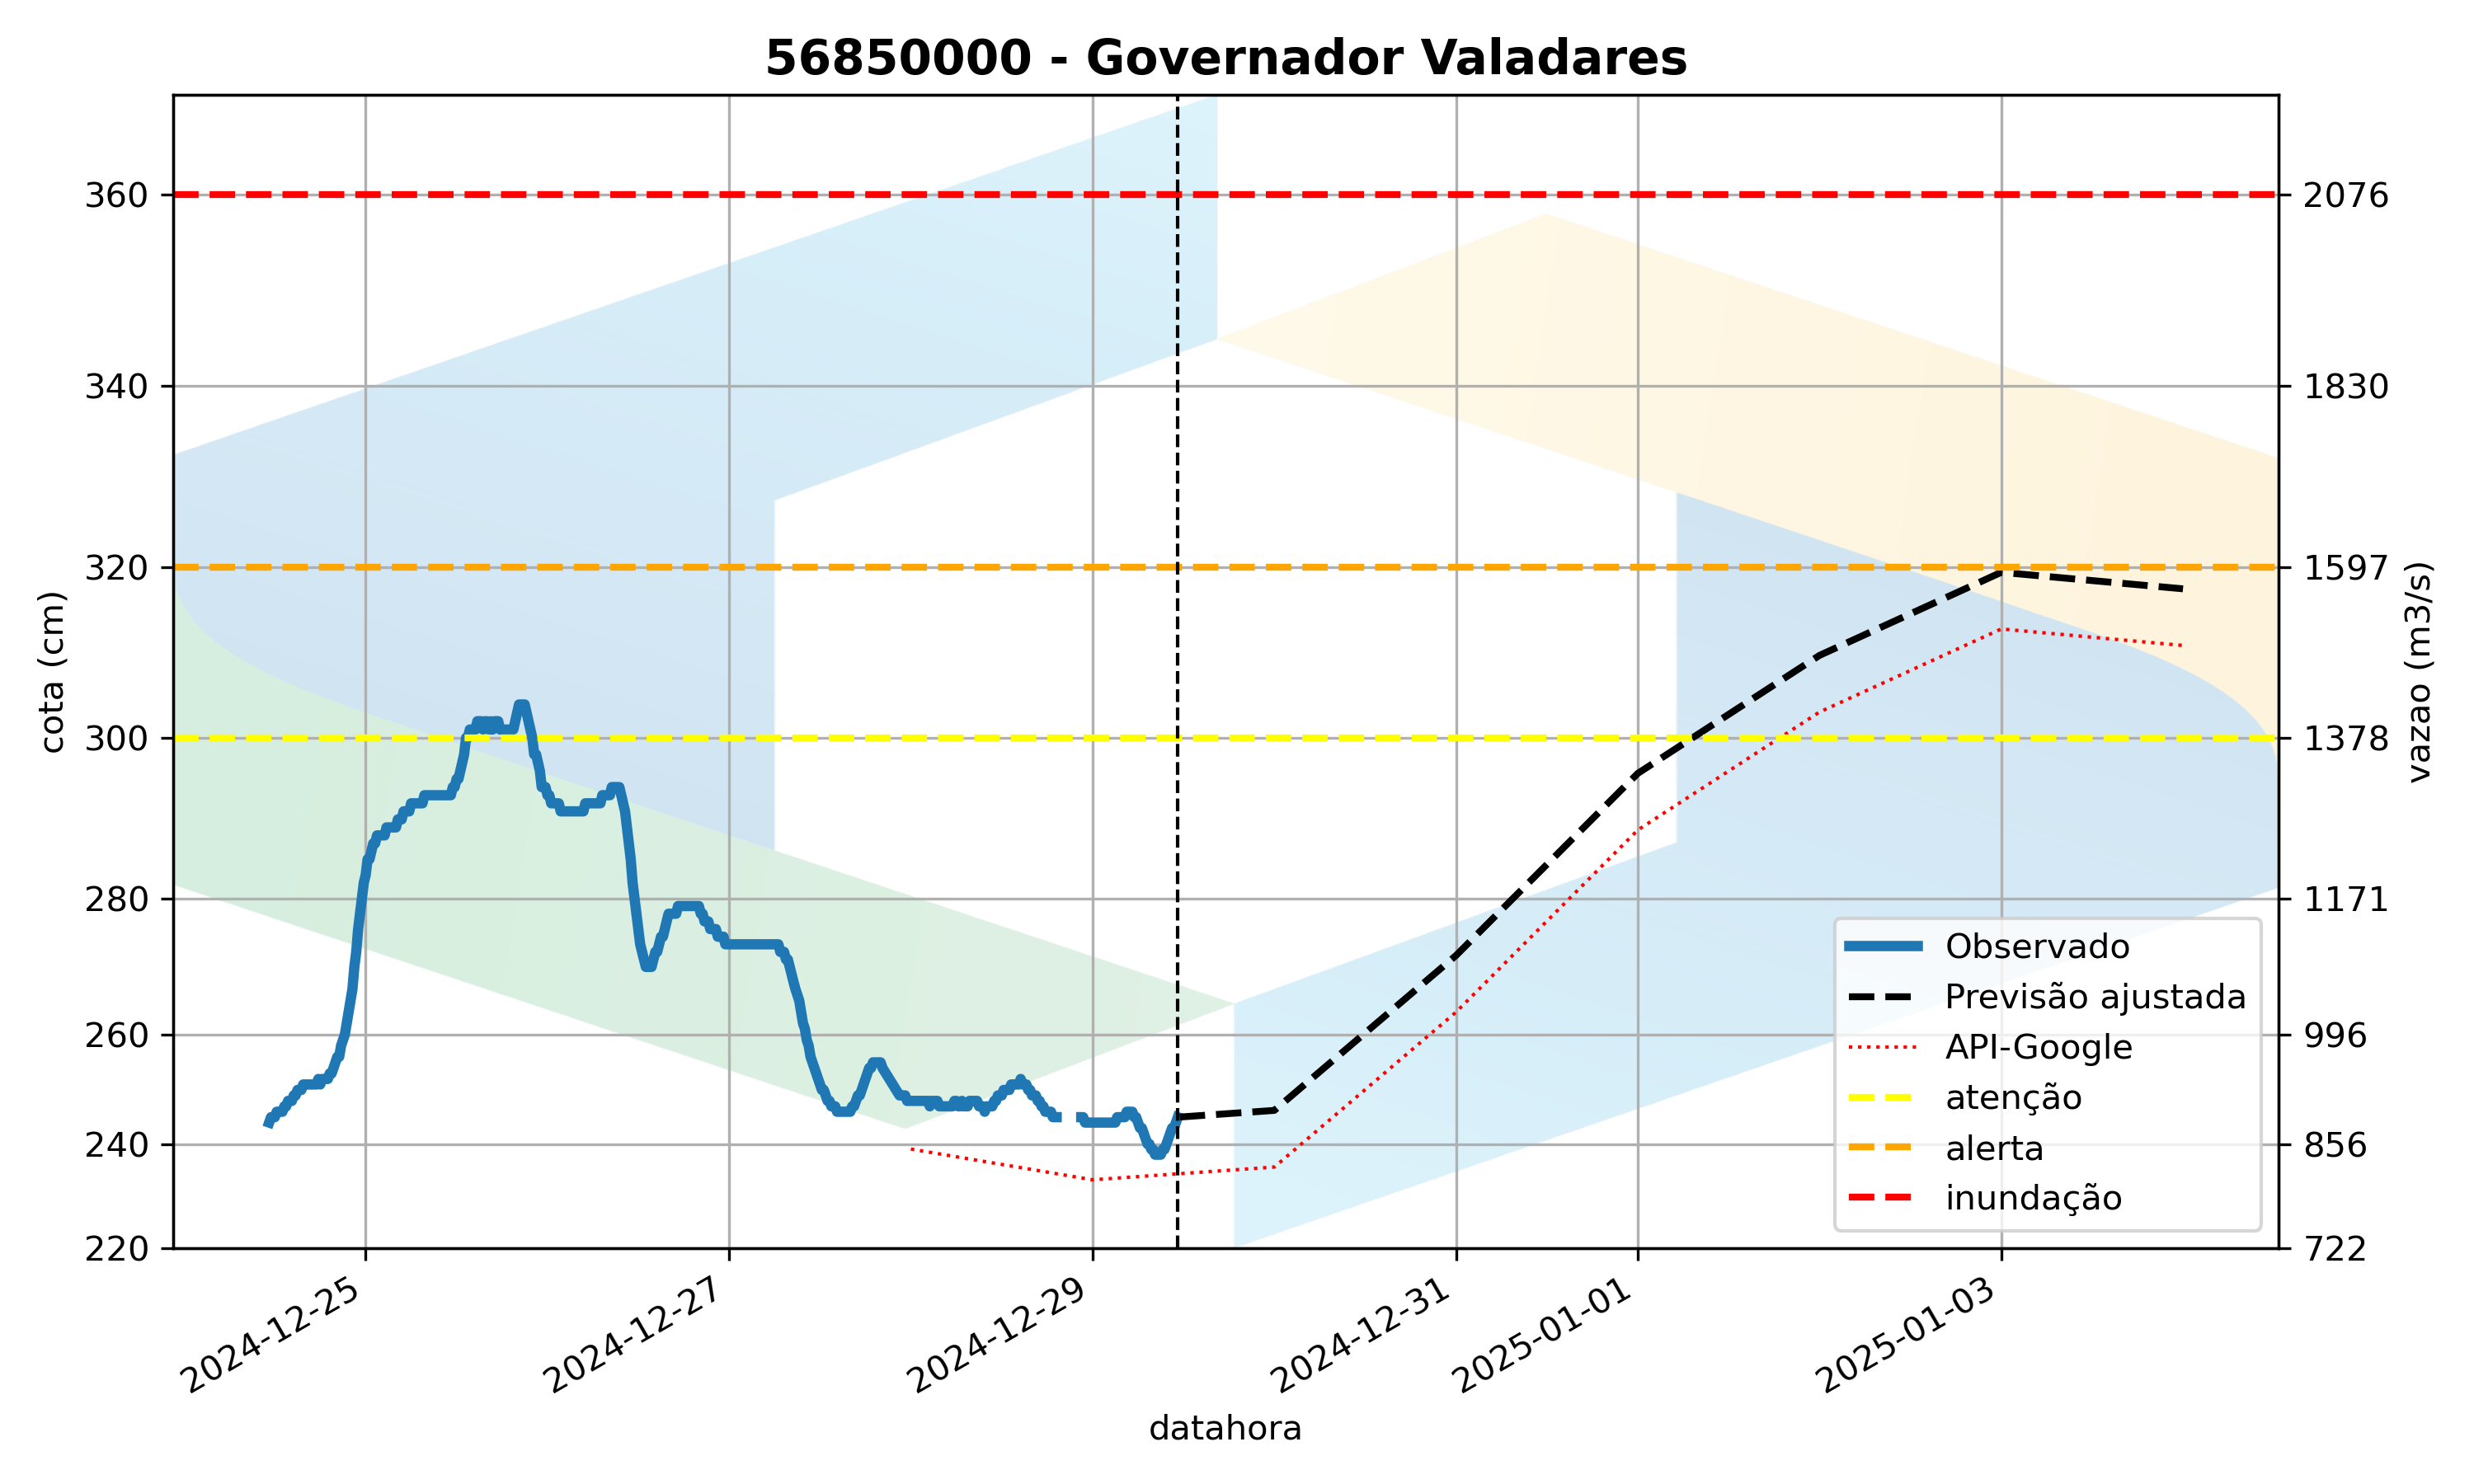 56850000 - Governador Valadares
360
340
320
300
280
260
240
220
cota (cm)
2076
1830
1597
1378
1171
996
856
722
vazao (m3/s)
Observado
Previsão ajustada
API-Google
atenção
alerta
inundação
2024-12-25
2024-12-27
2024-12-29
2024-12-31
2025-01-01
2025-01-03
datahora